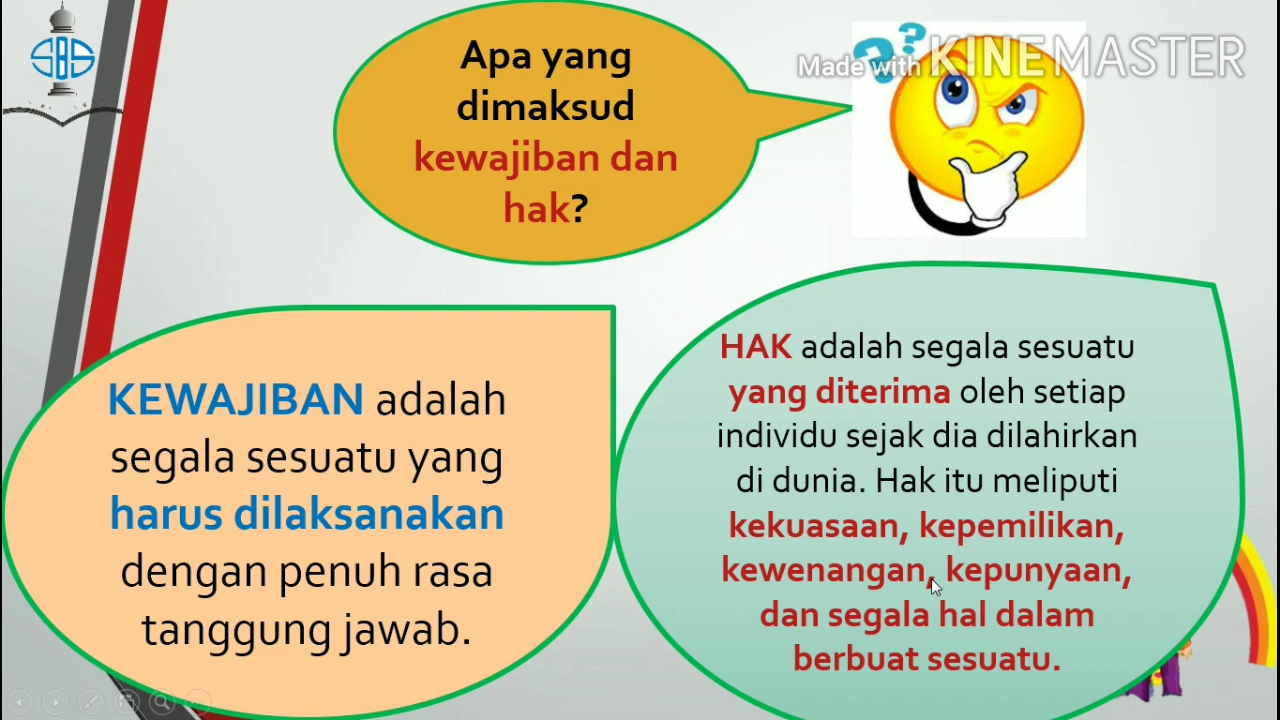 SBS
Apa yang
dimaksud
kewajiban dan
hak?
??
Made with KINEMASTER
KEWAJIBAN adalah
segala sesuatu yang
harus dilaksanakan
dengan penuh rasa
tanggung jawab.
HAK adalah segala sesuatu
yang diterima oleh setiap
individu sejak dia dilahirkan
di dunia. Hak itu meliputi
kekuasaan, kepemilikan,
kewenangan, kepunyaan,
dan segala hal dalam
berbuat sesuatu.